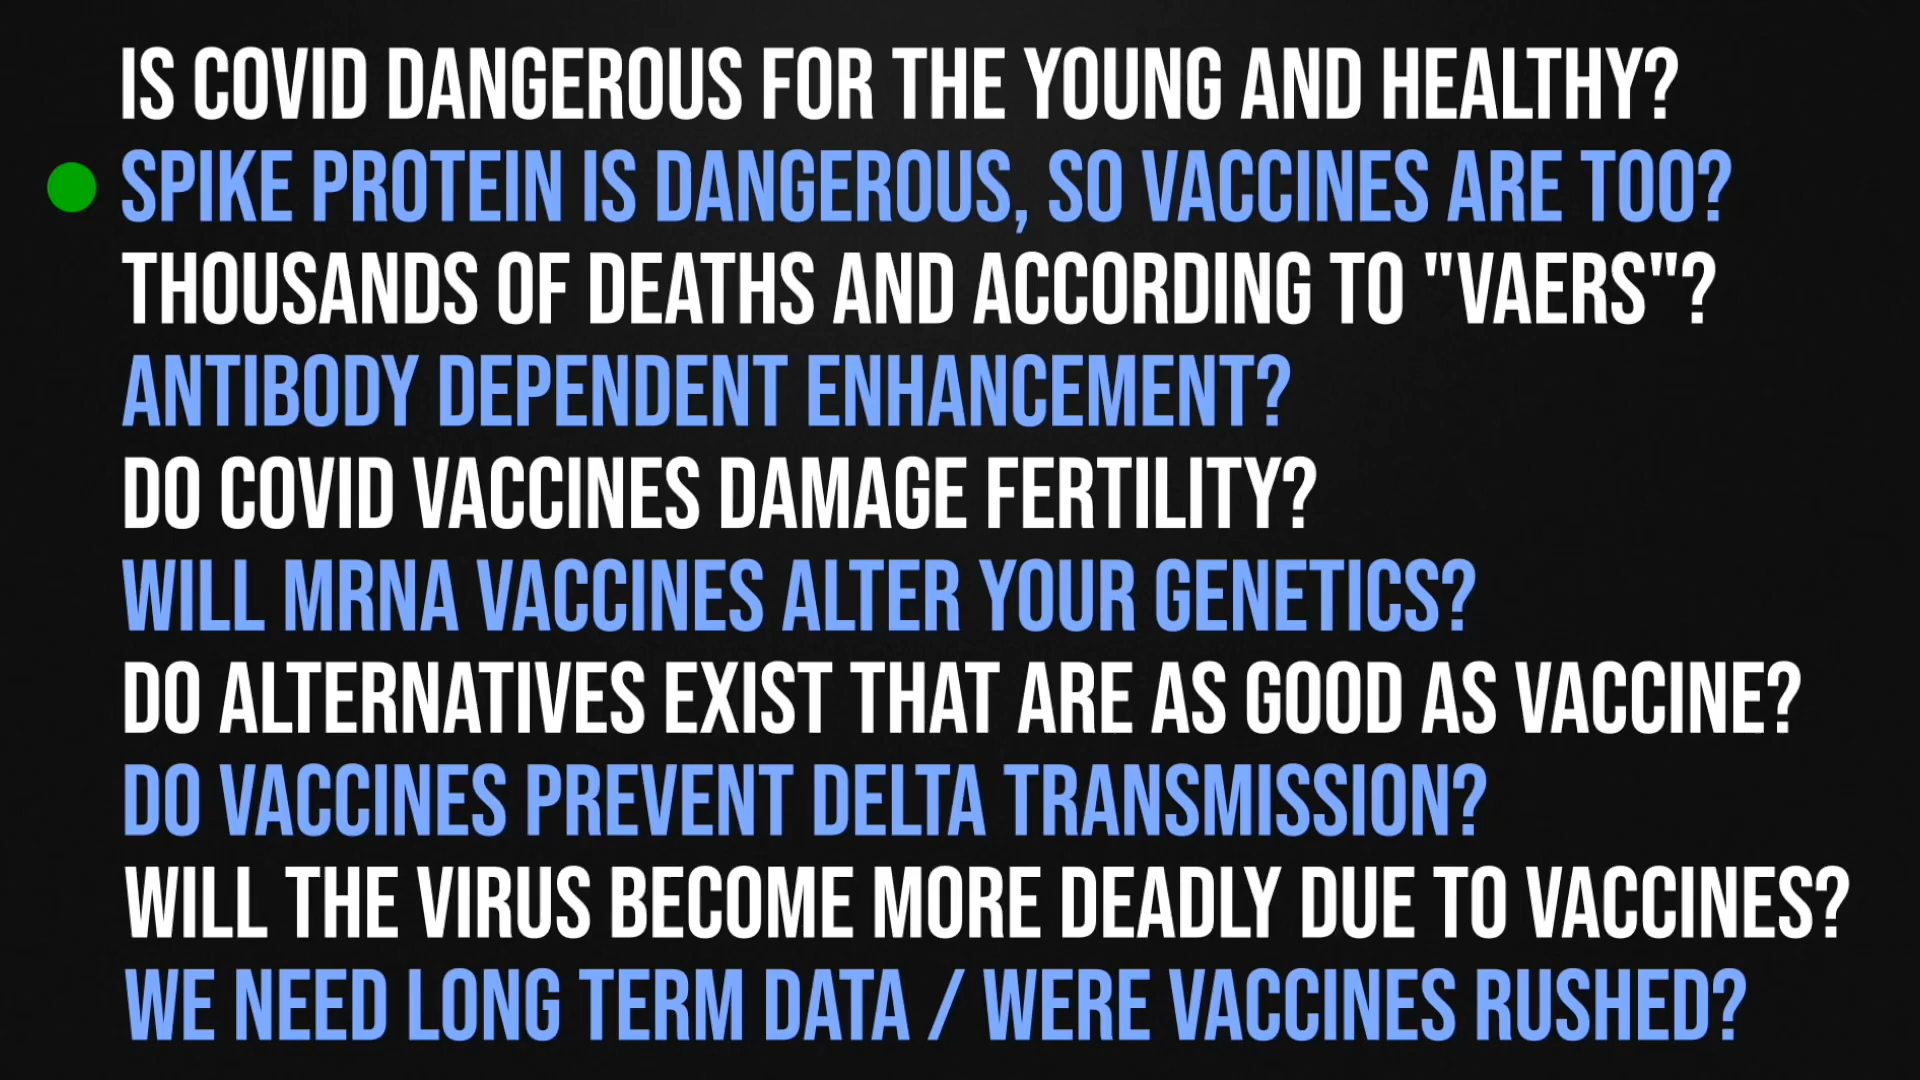 IS COVID DANGEROUS FOR THE YOUNG AND HEALTHY?
SPIKE PROTEIN IS DANGEROUS, SO VACCINES ARE TOO?
THOUSANDS OF DEATHS AND ACCORDING TO "VAERS"?
ANTIBODY DEPENDENT ENHANCEMENT?
DO COVID VACCINES DAMAGE FERTILITY?
WILL MRNA VACCINES ALTER YOUR GENETICS?
DO ALTERNATIVES EXIST THAT ARE AS GOOD AS VACCINE?
DO VACCINES PREVENT DELTA TRANSMISSION?
WILL THE VIRUS BECOME MORE DEADLY DUE TO VACCINES?
WE NEED LONG TERM DATA / WERE VACCINES RUSHED?